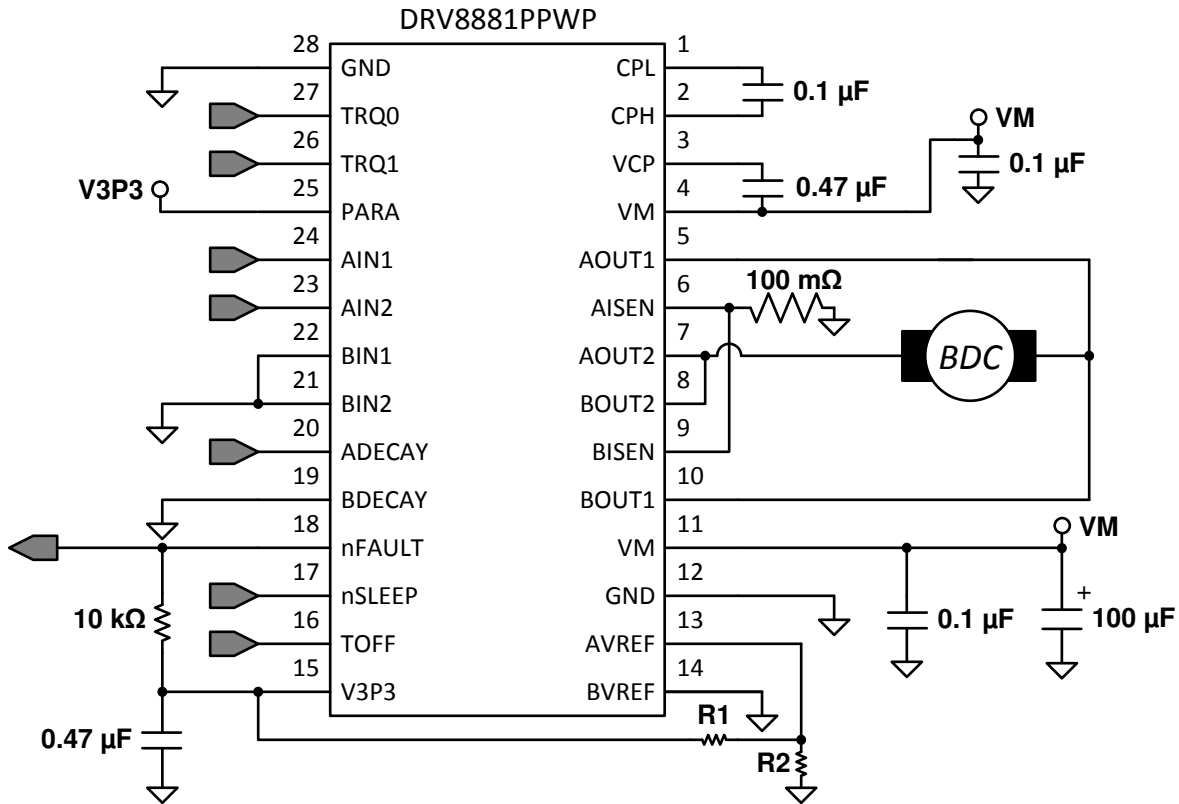 DRV8881PPWP
28
GND
27
TRQ0
26
TRQ1
25
PARA
V3P3
24
AIN1
23
AIN2
22
BIN1
21
BIN2
20
ADECAY
19
BDECAY
18
nFAULT
17
nSLEEP
10 kΩ
16
TOFF
15
V3P3
0.47 µF
1
CPL
2
CPH
0.1 µF
3
VCP
4
VM
0.47 µF
VM
0.1 µF
5
AOUT1
6
AISEN
100 mΩ
7
AOUT2
BDC
8
BOUT2
9
BISEN
10
BOUT1
11
VM
VM
12
GND
0.1 µF
+
100 µF
13
AVREF
14
BVREF
R1
R2